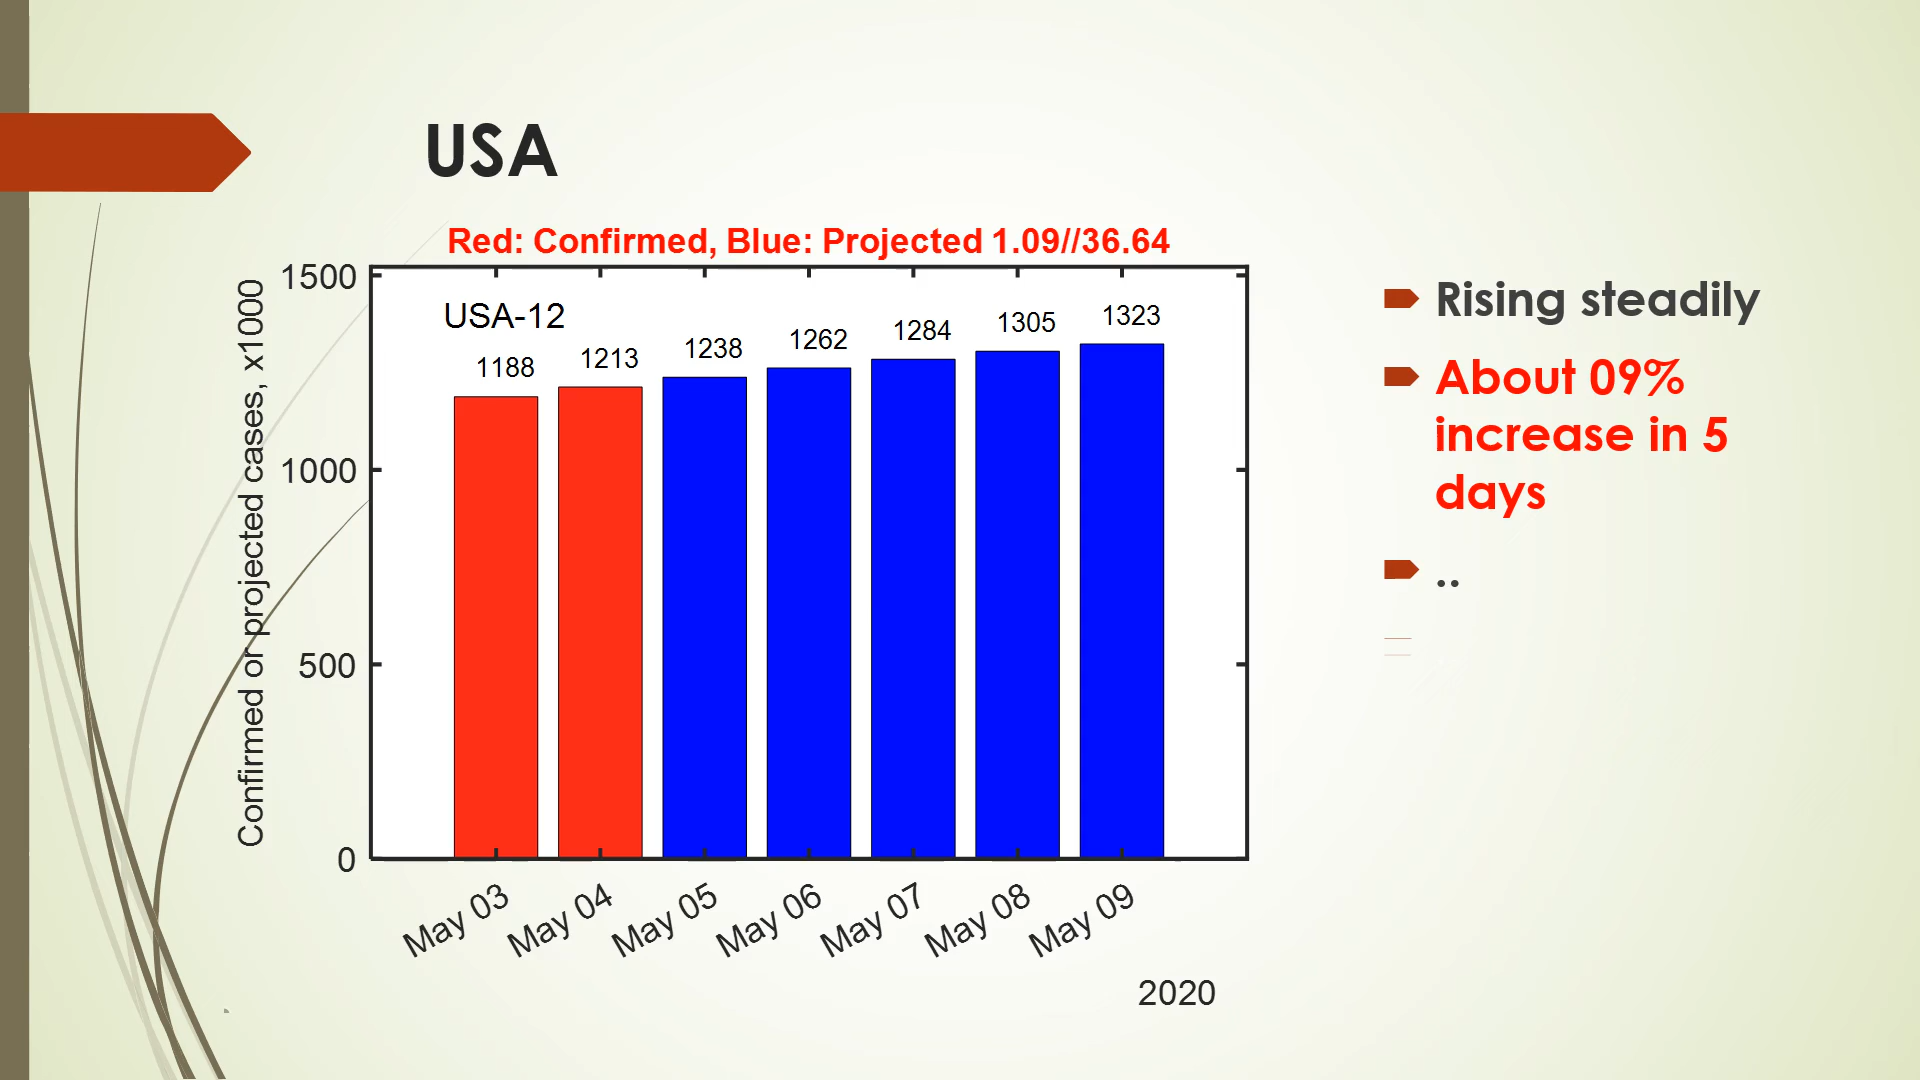 USA
Red: Confirmed, Blue: Projected 1.09//36.64
Confirmed or projected cases, x1000
1500
1000
500
0
USA-12
1188
1213
1238
1262
1284
1305
1323
May 03
May 04
May 05
May 06
May 07
May 08
May 09
2020
Rising steadily
About 09%
increase in 5
days
..